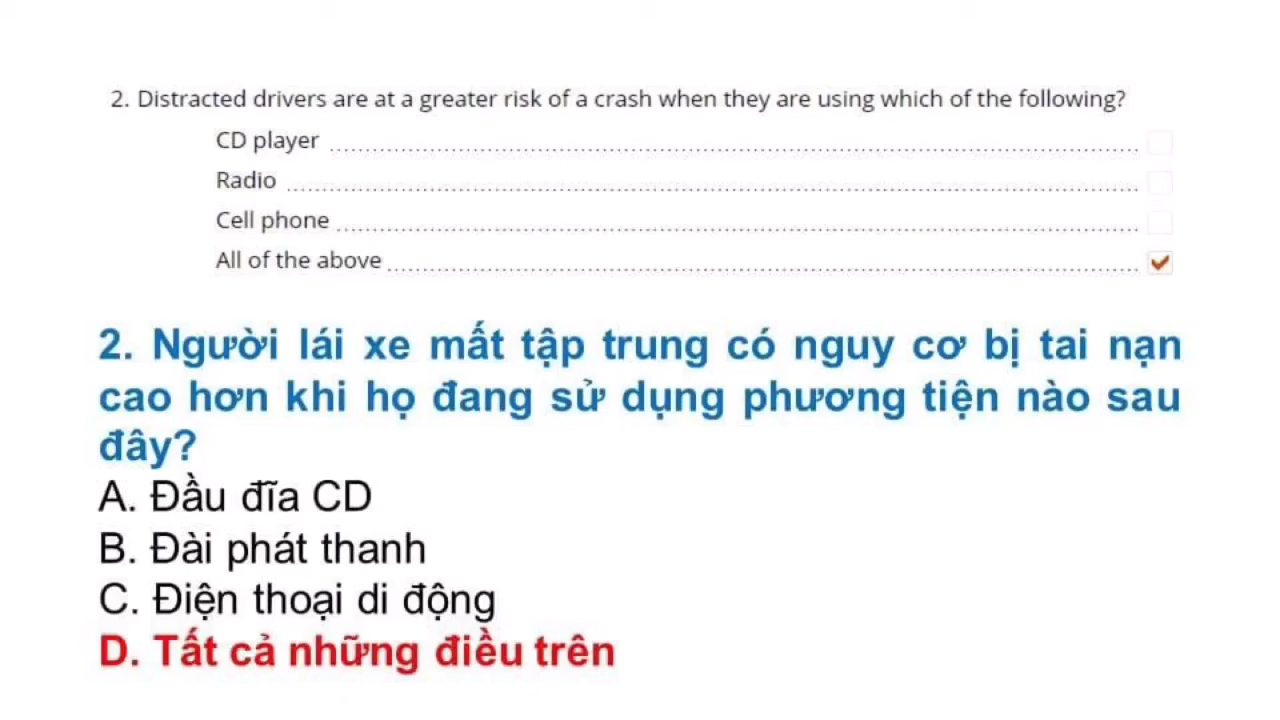 2. Distracted drivers are at a greater risk of a crash when they are using which of the following?
CD player
Radio
Cell phone
All of the above
2. Người lái xe mất tập trung có nguy cơ bị tai nạn
cao hơn khi họ đang sử dụng phương tiện nào sau
đây?
A. Đầu đĩa CD
B. Đài phát thanh
C. Điện thoại di động
D. Tất cả những điều trên